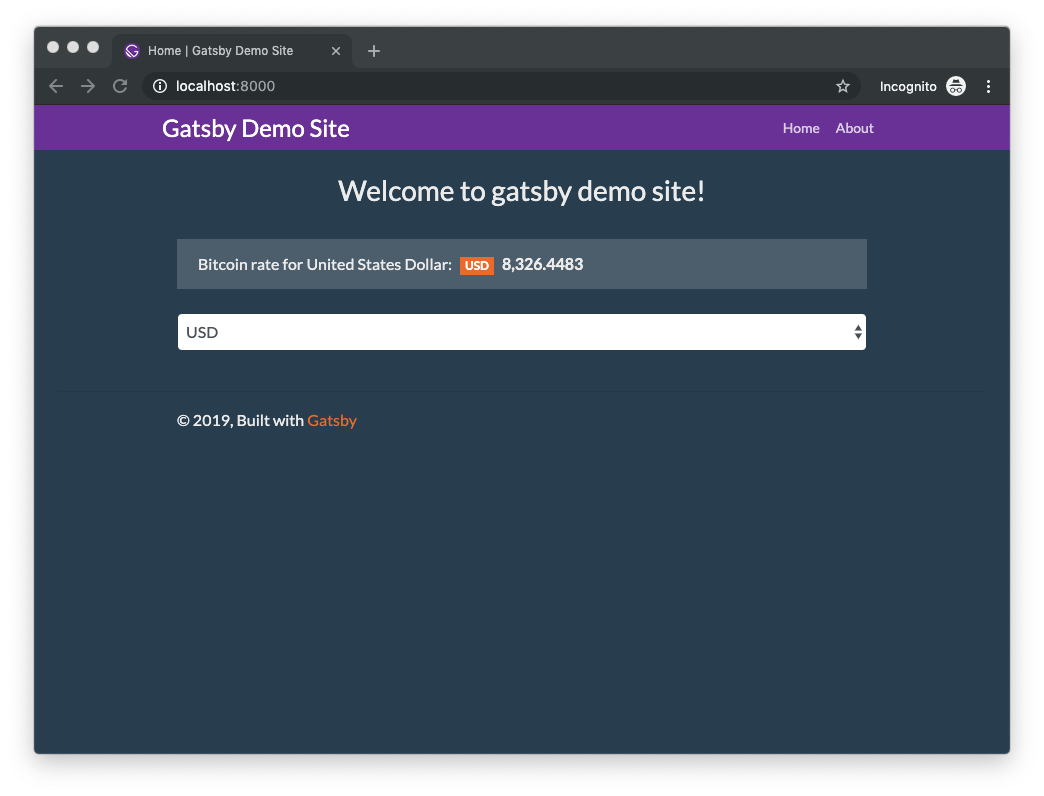 Home | Gatsby Demo Site
localhost:8000
Incognito
Gatsby Demo Site
Home About
Welcome to gatsby demo site!
Bitcoin rate for United States Dollar: USD 8,326.4483
USD
© 2019, Built with Gatsby